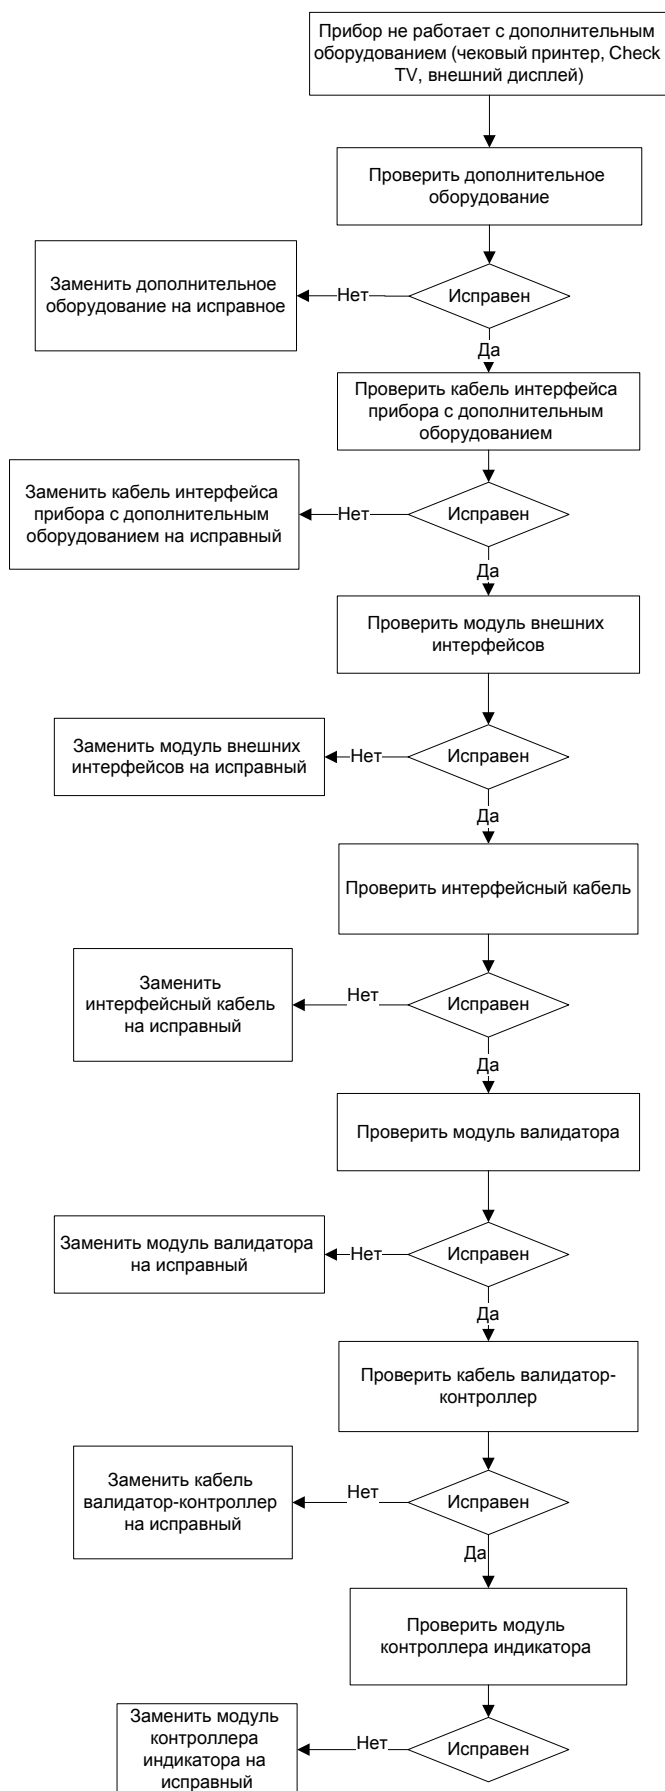 Прибор не работает с дополнительным
оборудованием (чековый принтер, Check
TV, внешний дисплей)
Проверить дополнительное
оборудование
Заменить дополнительное
оборудование на исправное
Нет
Исправен
Да
Проверить кабель интерфейса
прибора с дополнительным
оборудованием
Заменить кабель интерфейса
прибора с дополнительным
оборудованием на исправный
Нет
Исправен
Да
Проверить модуль внешних
интерфейсов
Заменить модуль внешних
интерфейсов на исправный
Нет
Исправен
Да
Проверить интерфейсный кабель
Заменить
интерфейсный кабель
на исправный
Нет
Исправен
Да
Проверить модуль валидатора
Заменить модуль валидатора
на исправный
Нет
Исправен
Да
Проверить кабель валидатор-
контроллер
Заменить кабель
валидатор-контроллер
на исправный
Нет
Исправен
Да
Проверить модуль
контроллера индикатора
Заменить модуль
контроллера
индикатора на
исправный
Нет
Исправен